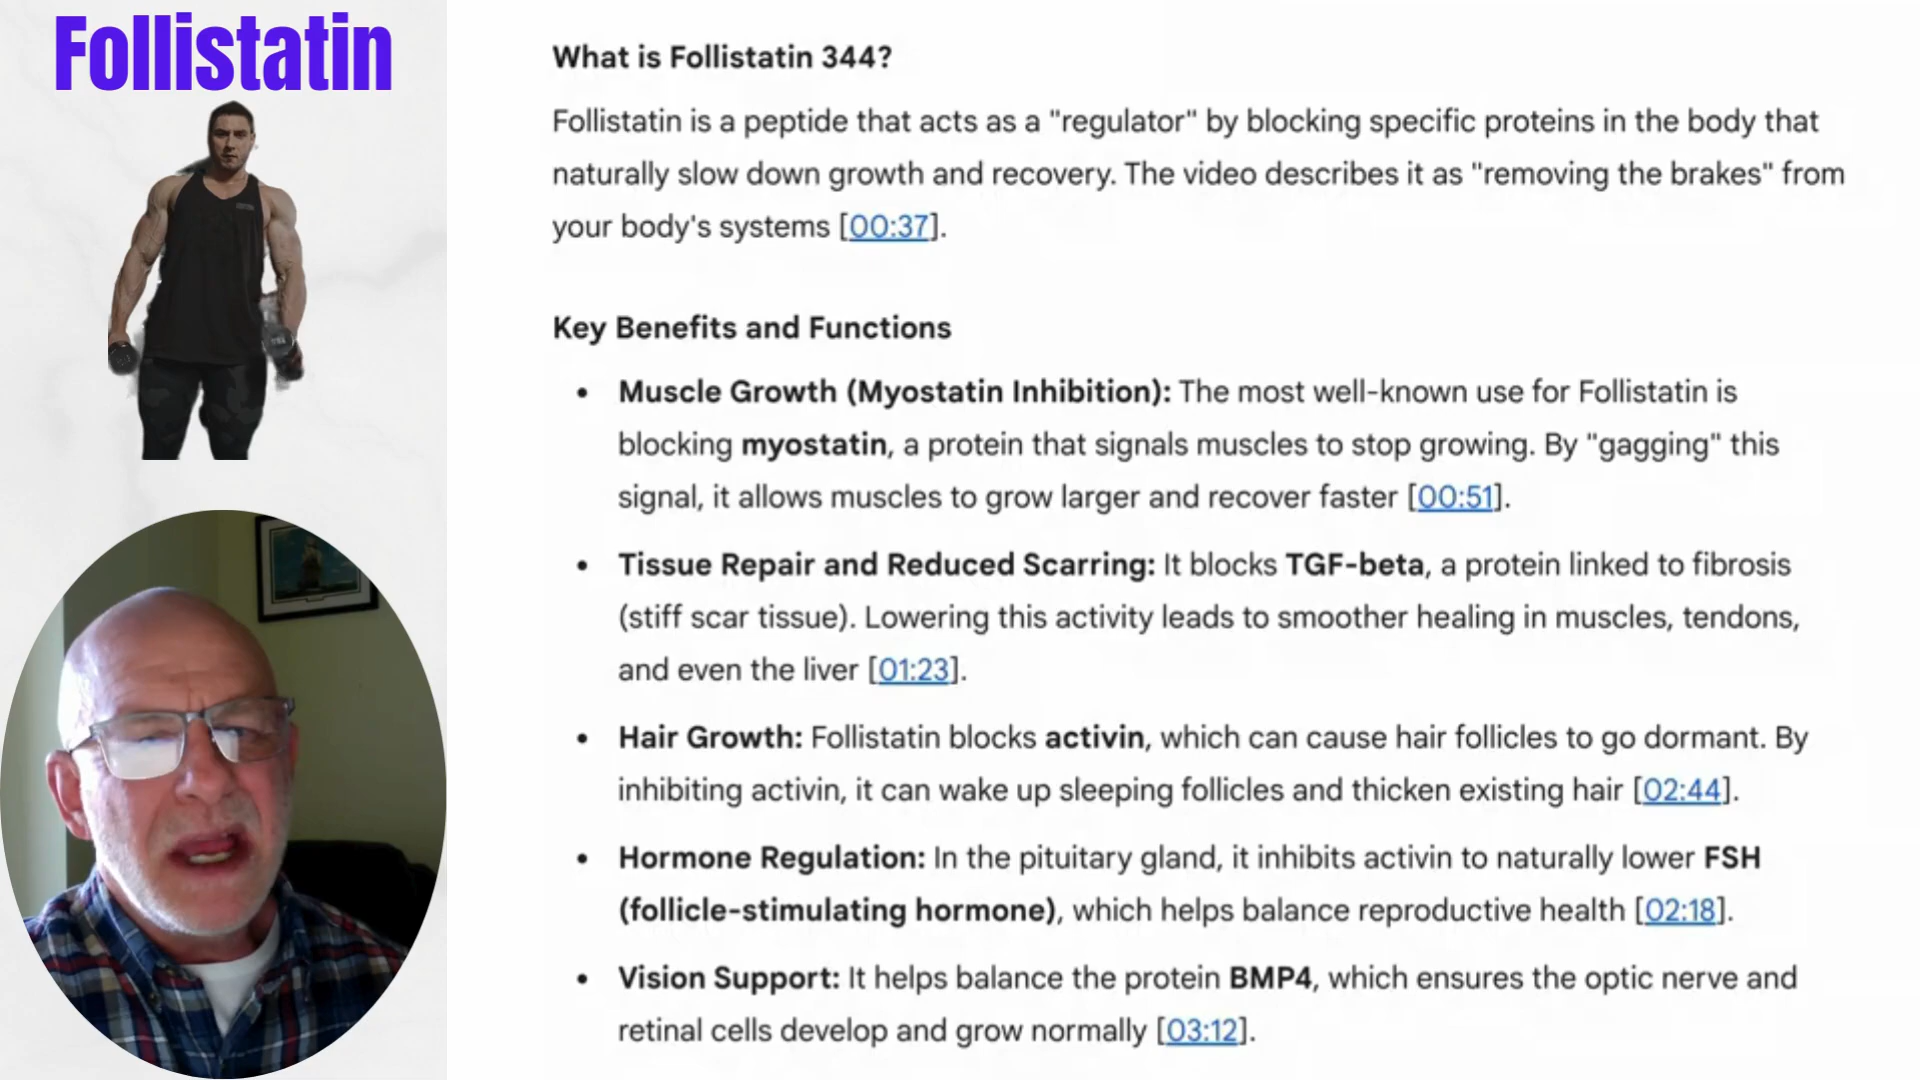 Follistatin
What is Follistatin 344?
Follistatin is a peptide that acts as a "regulator" by blocking specific proteins in the body that
naturally slow down growth and recovery. The video describes it as "removing the brakes" from
your body's systems [00:37].
Key Benefits and Functions
• Muscle Growth (Myostatin Inhibition): The most well-known use for Follistatin is
blocking myostatin, a protein that signals muscles to stop growing. By "gagging" this
signal, it allows muscles to grow larger and recover faster [00:51].
• Tissue Repair and Reduced Scarring: It blocks TGF-beta, a protein linked to fibrosis
(stiff scar tissue). Lowering this activity leads to smoother healing in muscles, tendons,
and even the liver [01:23].
• Hair Growth: Follistatin blocks activin, which can cause hair follicles to go dormant. By
inhibiting activin, it can wake up sleeping follicles and thicken existing hair [02:44].
• Hormone Regulation: In the pituitary gland, it inhibits activin to naturally lower FSH
(follicle-stimulating hormone), which helps balance reproductive health [02:18].
• Vision Support: It helps balance the protein BMP4, which ensures the optic nerve and
retinal cells develop and grow normally [03:12].